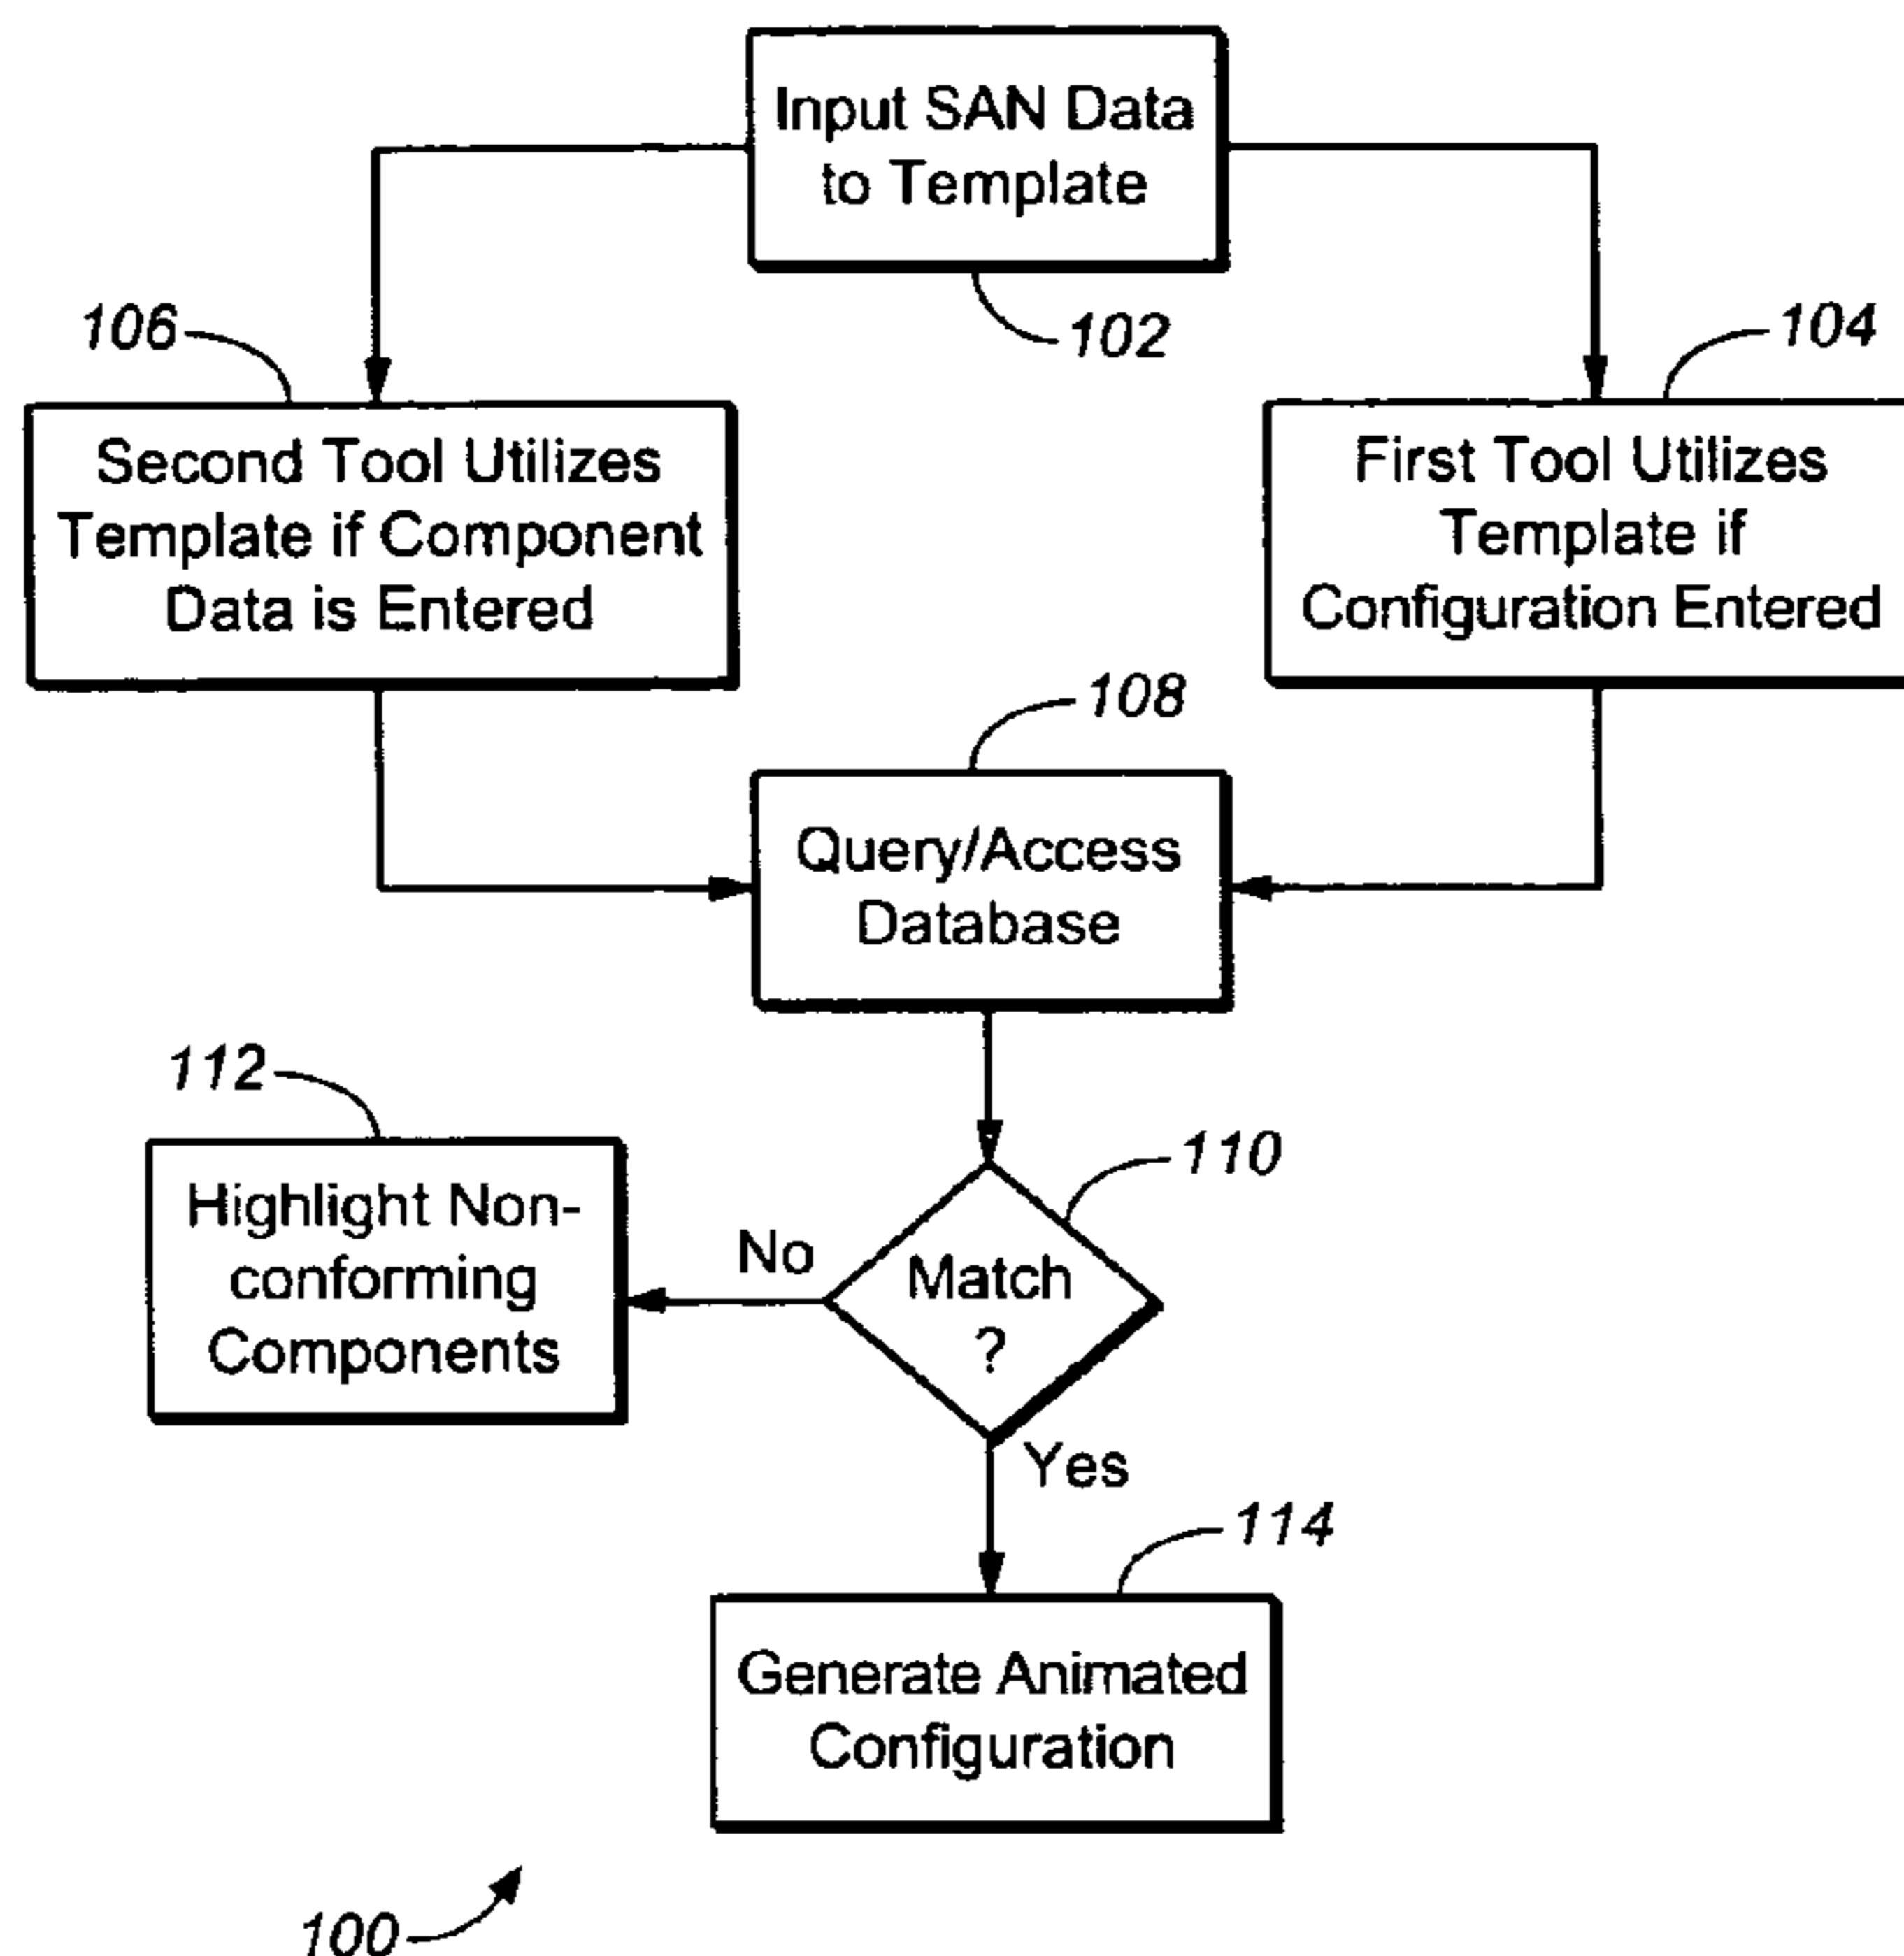 Input SAN Data
to Template
102
106
104
Second Tool Utilizes
Template if Component
Data is Entered
First Tool Utilizes
Template if
Configuration Entered
108
Query/Access
Database
112
110
Highlight Non-
conforming
Components
No
Match
?
Yes
114
Generate Animated
Configuration
100